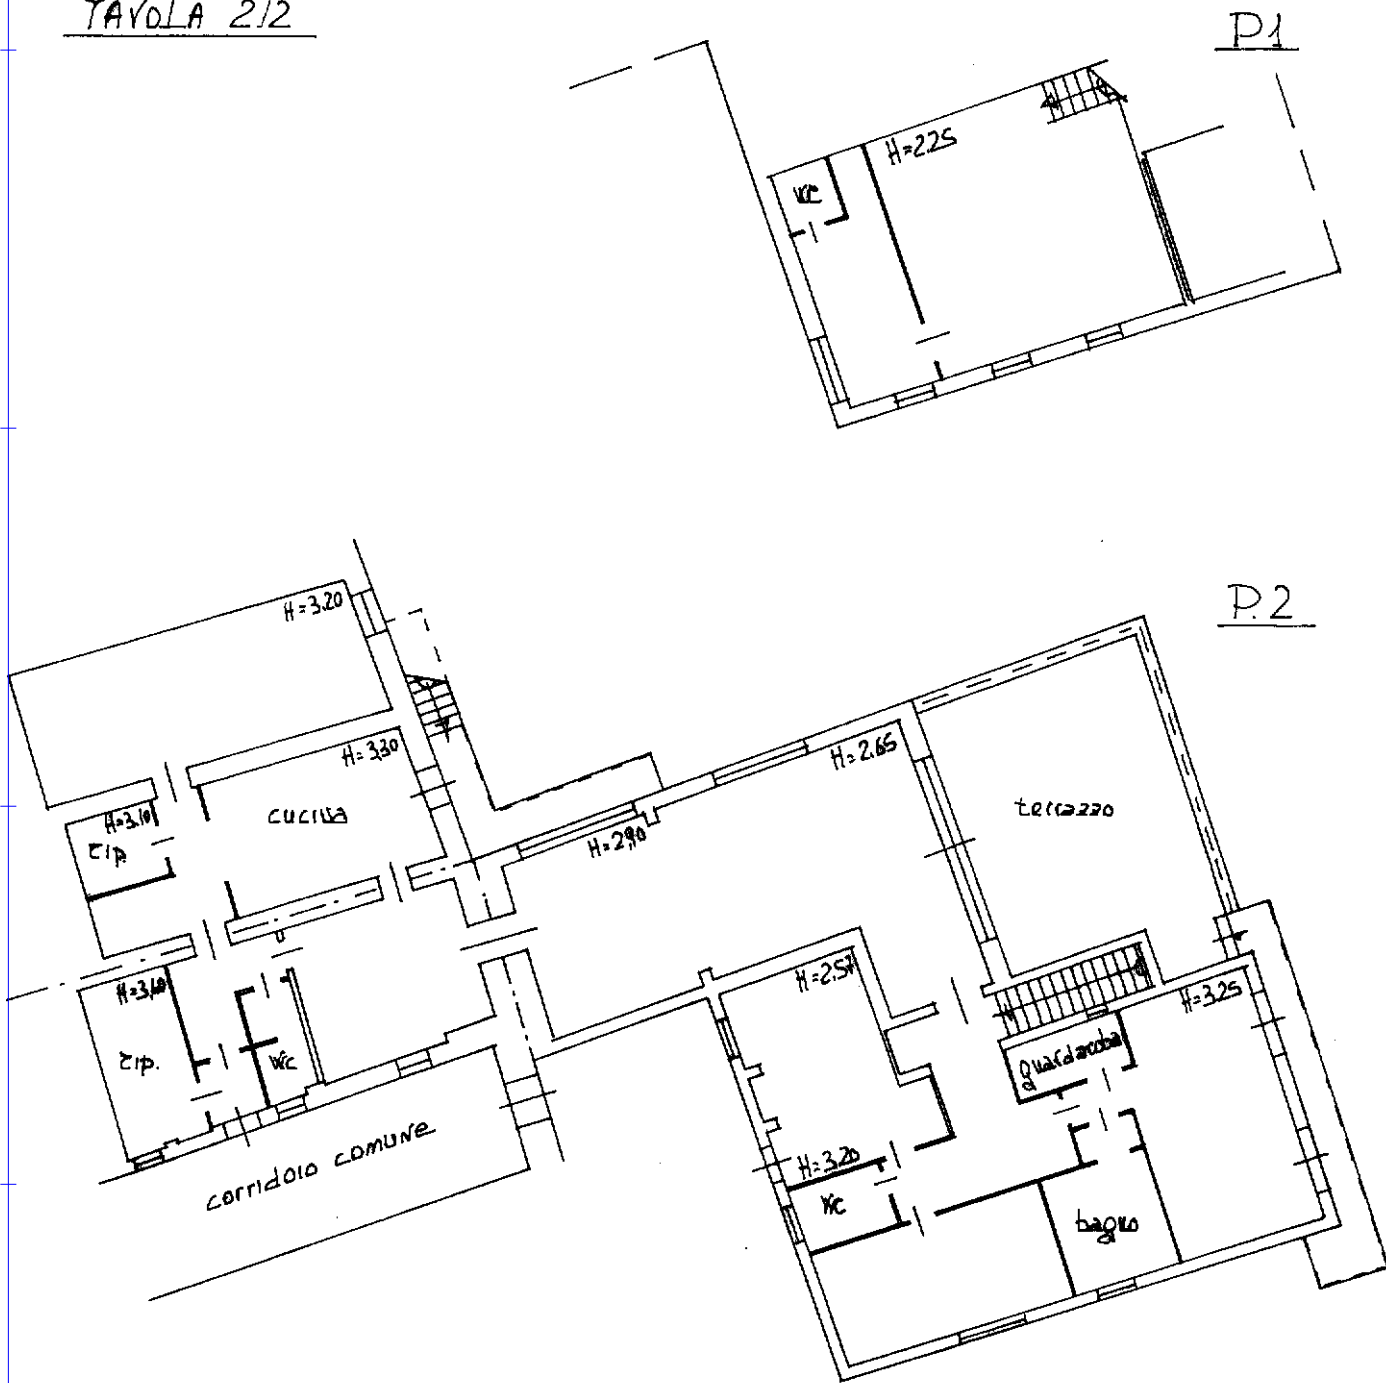 TAVOLA 2/2
P1
H=2.25
WC
P.2
H=3.20
H=3.30
cucina
H=3.10
rip.
H=2.65
H=2,90
terrazzo
H=3,10
rip.
WC
H=2.57
H=3.25
guardaroba
corridoio comune
H=3.20
WC
bagno